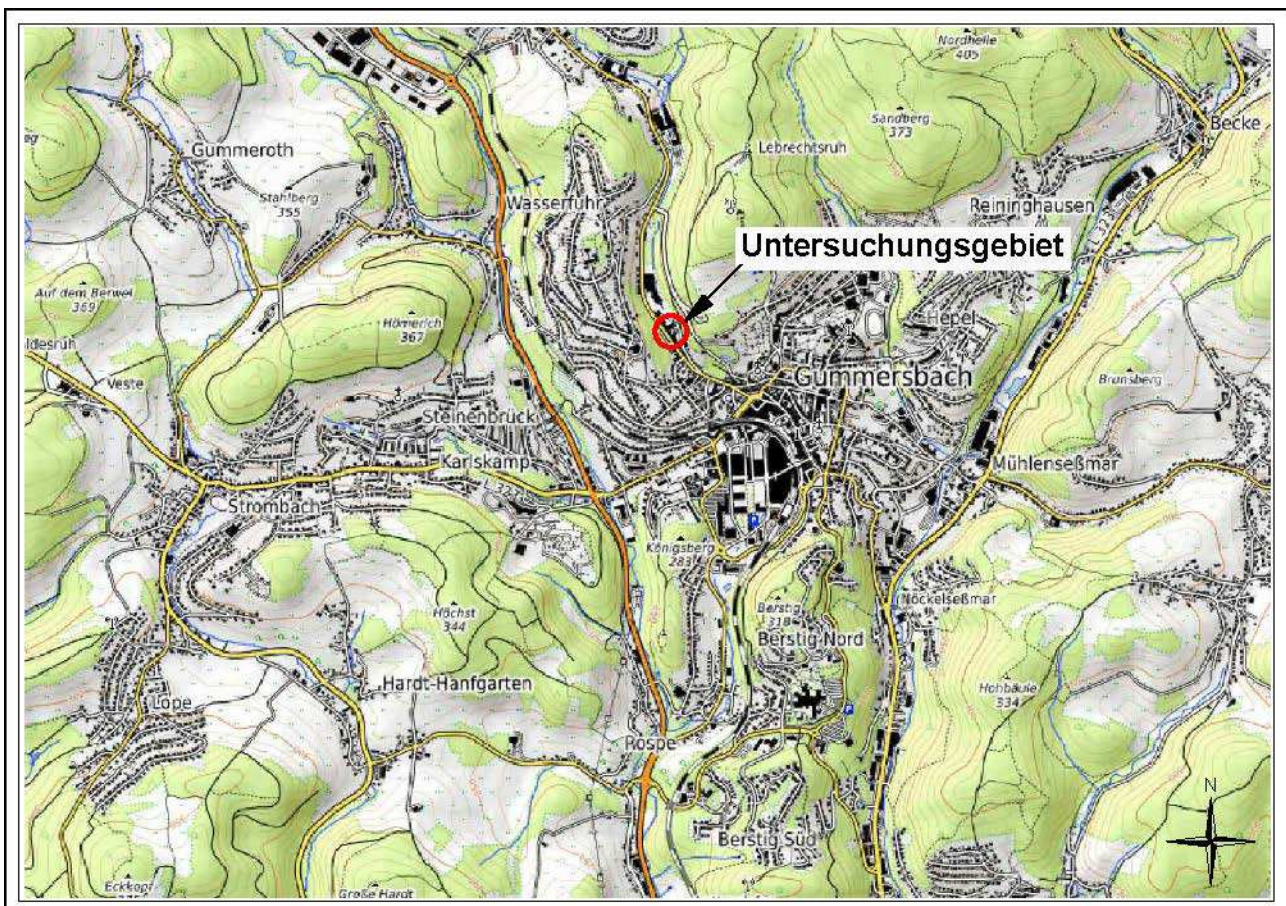 Nordhelle
405
Sandberg
373
Becke
Gummeroth
Lebrechtsruh
Stahlberg
355
Wasserfuhr
Reininghausen
Untersuchungsgebiet
Auf dem Berwel
369
Hömerich
367
Hepel
Veste
Gummersbach
Brunsberg
Steinenbrück
Karlskamp
Mühlenseßmar
Strombach
P
Königsberg
283
Höchst
344
Berstig
318
Nöckelseßmar
Berstig Nord
Hardt-Hanfgarten
Hohbäule
334
Lope
P
Rospe
N
Berstig Süd
Eckkopf
Große Hardt